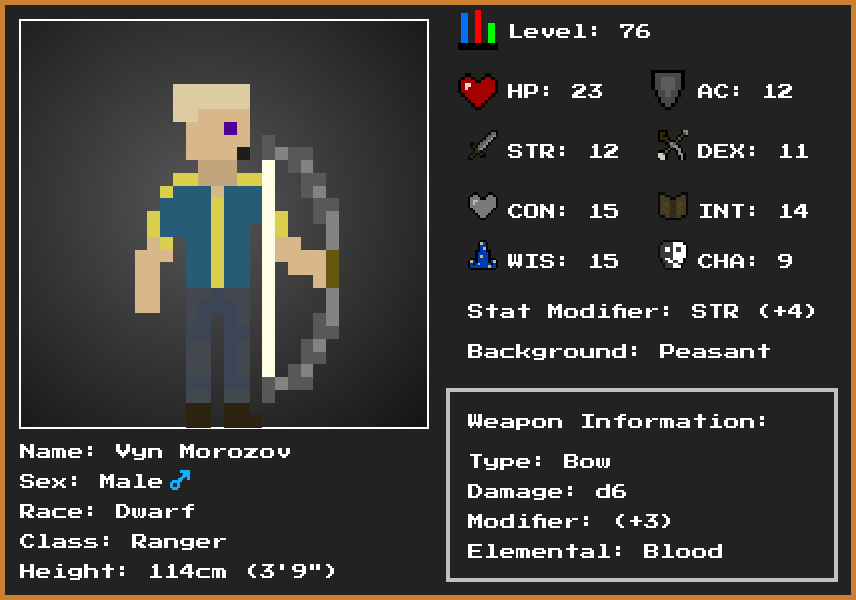 Level: 76
HP: 23
AC: 12
STR: 12
DEX: 11
CON: 15
INT: 14
WIS: 15
CHA: 9
Stat Modifier: STR (+4)
Background: Peasant
Weapon Information:
Type: Bow
Damage: d6
Modifier: (+3)
Elemental: Blood
Name: Vyn Morozov
Sex: Male ♂
Race: Dwarf
Class: Ranger
Height: 114cm (3'9")